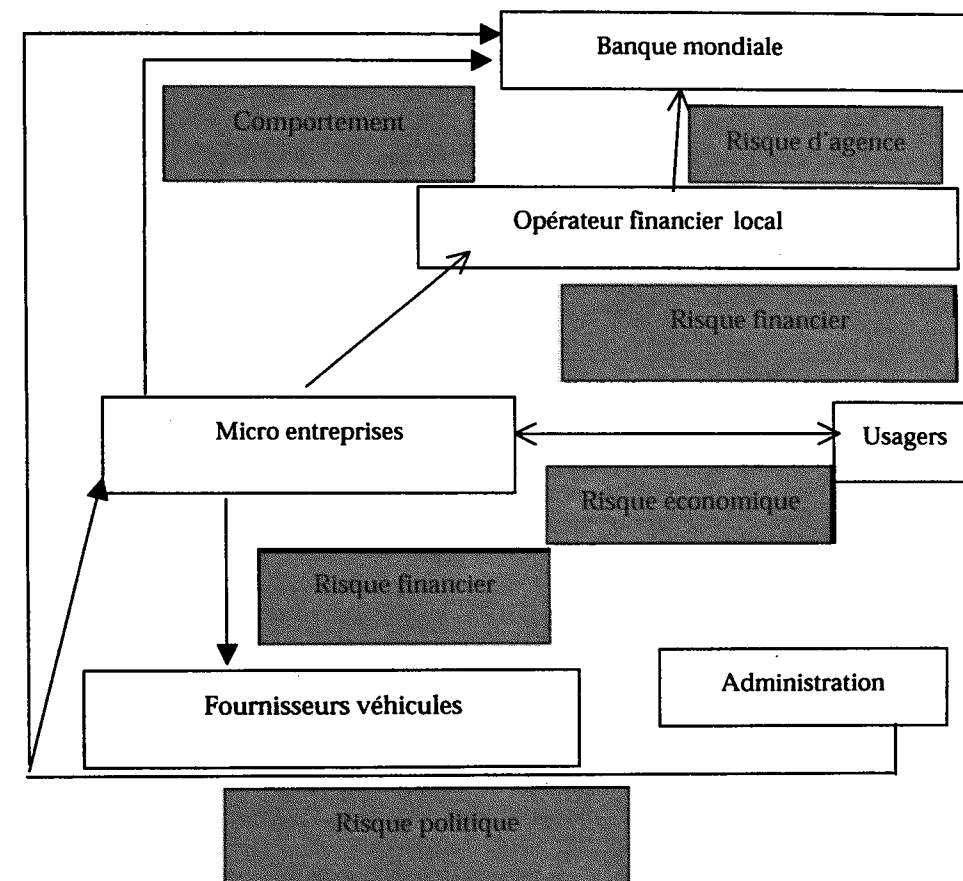 Banque mondiale
Comportement
Risque d'agence
Opérateur financier local
Risque financier
Micro entreprises
Usagers
Risque économique
Risque financier
Administration
Fournisseurs véhicules
Risque politique